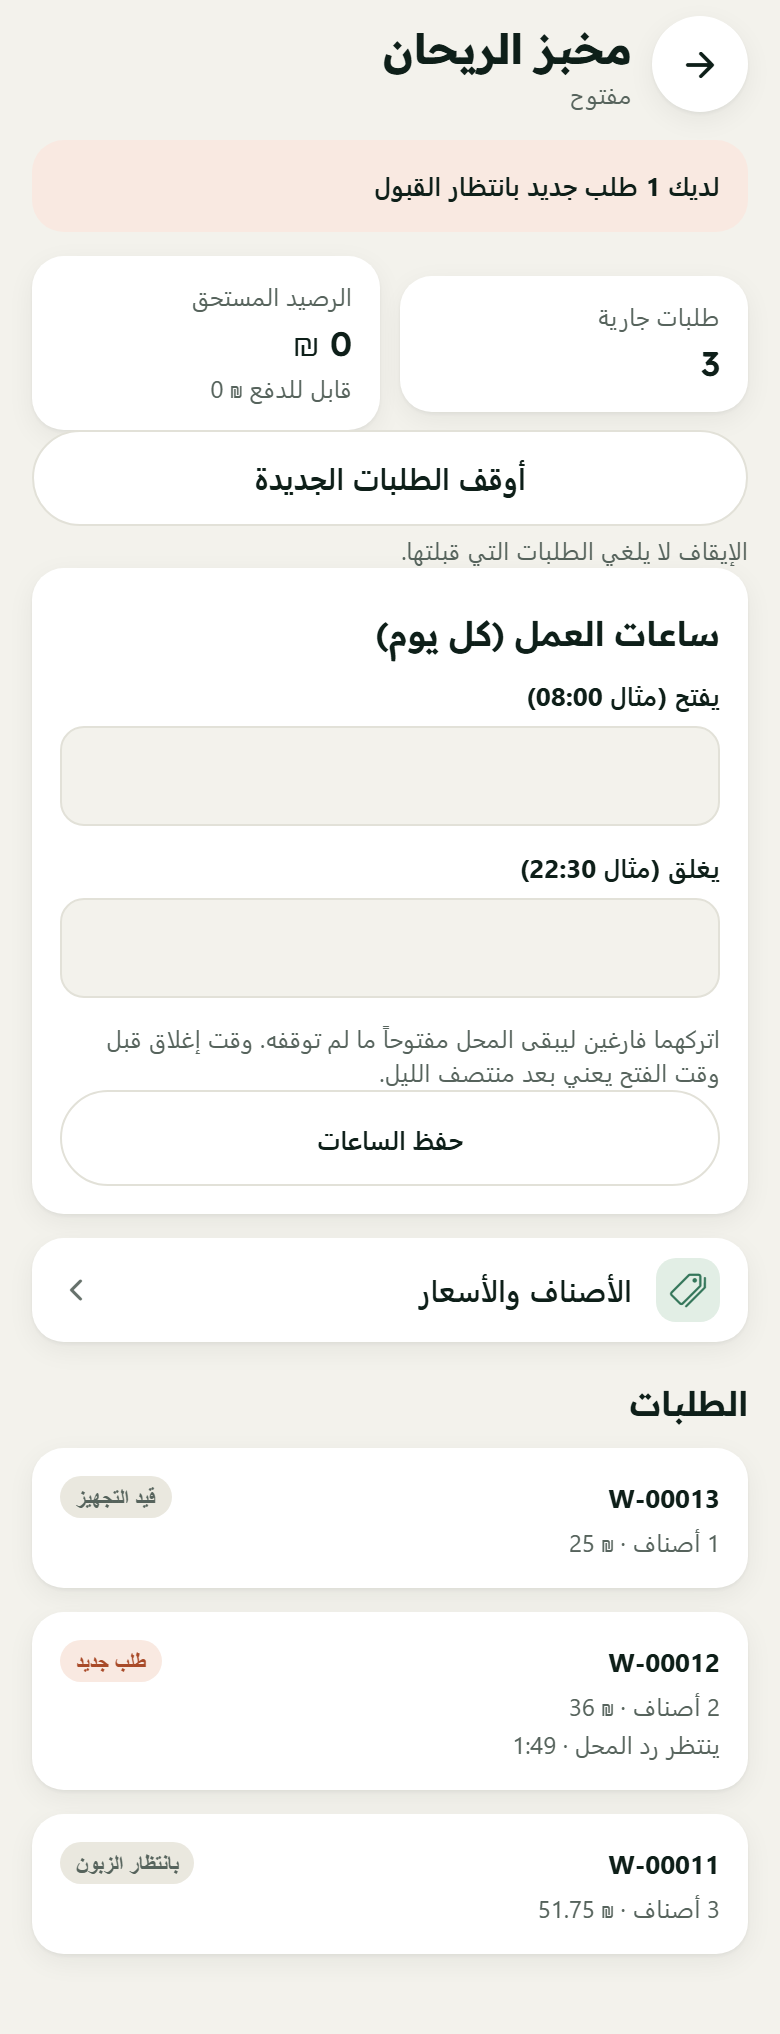 مخبز الريحان
مفتوح
لديك 1 طلب جديد بانتظار القبول
طلبات جارية
3
الرصيد المستحق
0 ₪
قابل للدفع ₪ 0
أوقف الطلبات الجديدة
الإيقاف لا يلغي الطلبات التي قبلتها.
ساعات العمل (كل يوم)
يفتح (مثال 08:00)
يغلق (مثال 22:30)
اتركهما فارغين ليبقى المحل مفتوحاً ما لم توقفه. وقت إغلاق قبل
وقت الفتح يعني بعد منتصف الليل.
حفظ الساعات
الأصناف والأسعار
الطلبات
W-00013
قيد التجهيز
1 أصناف · ₪ 25
W-00012
طلب جديد
2 أصناف · ₪ 36
ينتظر رد المحل · 1:49
W-00011
بانتظار الزبون
3 أصناف · ₪ 51.75